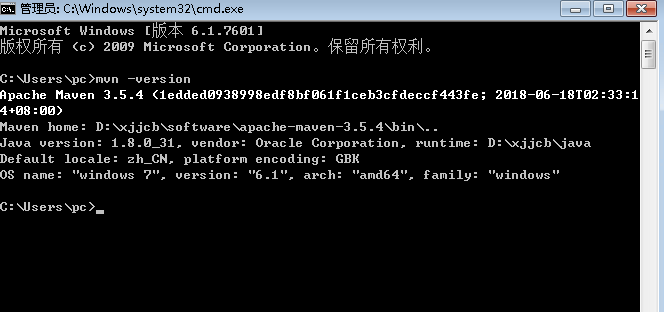 管理员: C:\Windows\system32\cmd.exe
Microsoft Windows [版本 6.1.7601]
版权所有 (c) 2009 Microsoft Corporation。保留所有权利。
C:\Users\pc>mvn -version
Apache Maven 3.5.4 (1edded0938998edf8bf061f1ceb3cfdeccf443fe; 2018-06-18T02:33:1
4+08:00)
Maven home: D:\xjjcb\software\apache-maven-3.5.4\bin\..
Java version: 1.8.0_31, vendor: Oracle Corporation, runtime: D:\xjjcb\java
Default locale: zh_CN, platform encoding: GBK
OS name: "windows 7", version: "6.1", arch: "amd64", family: "windows"
C:\Users\pc>_